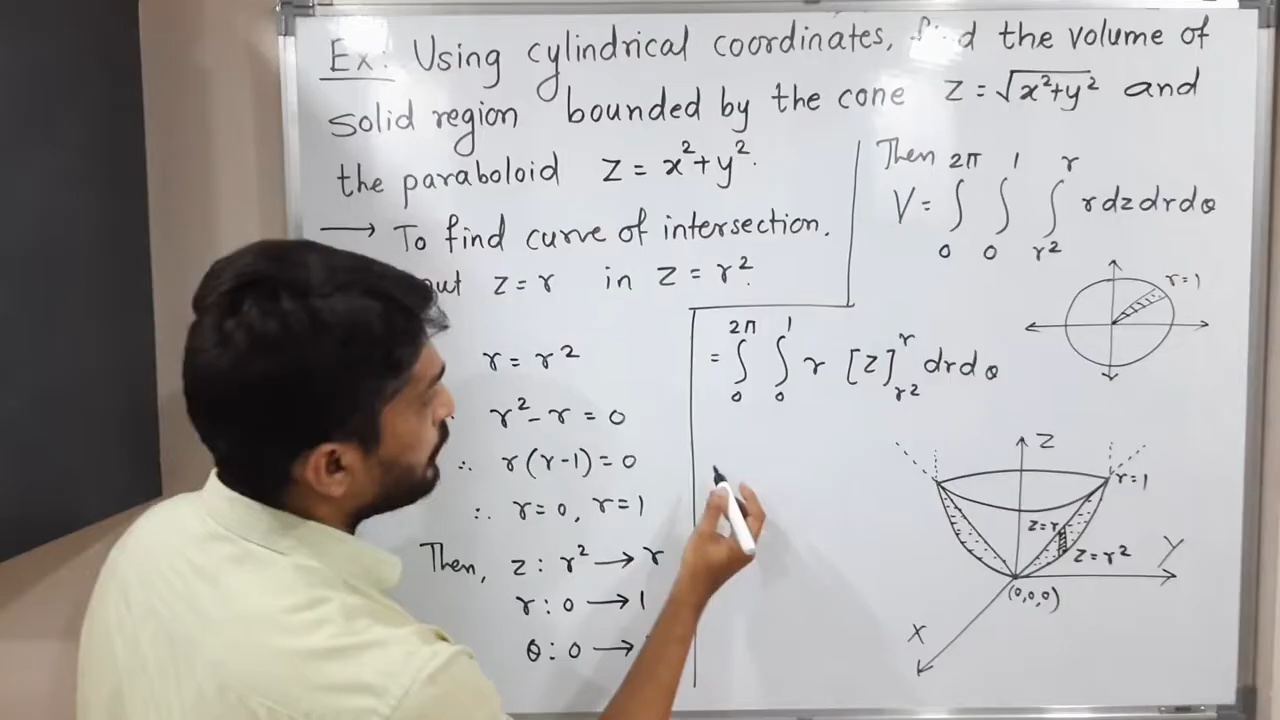 Ex: Using cylindrical coordinates, find the volume of
solid region bounded by the cone z = √x²+y² and
the paraboloid z = x²+y².
→ To find curve of intersection.
z = r in z = r².
r = r²
r² - r = 0
∴ r(r-1) = 0
∴ r=0, r=1
Then, z : r² → r
r : 0 → 1
θ : 0 →
Then
V = ∫₀^2π ∫₀^1 ∫_r²^r r dz dr dθ
r=1
= ∫₀^2π ∫₀^1 r [z]_r²^r dr dθ
Z
r=1
z=r
z=r²
Y
(0,0,0)
X